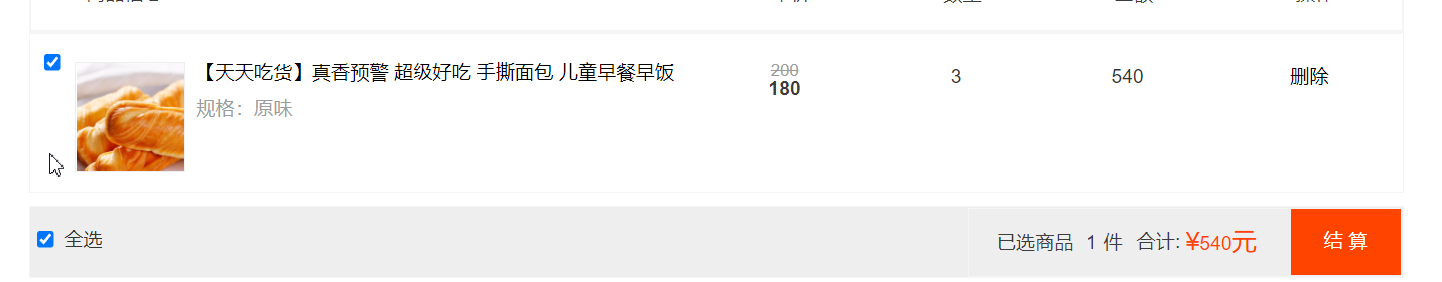 【天天吃货】真香预警 超级好吃 手撕面包 儿童早餐早饭
规格：原味
200
180
3
540
删除
全选
已选商品 1 件 合计: ¥540元
结 算